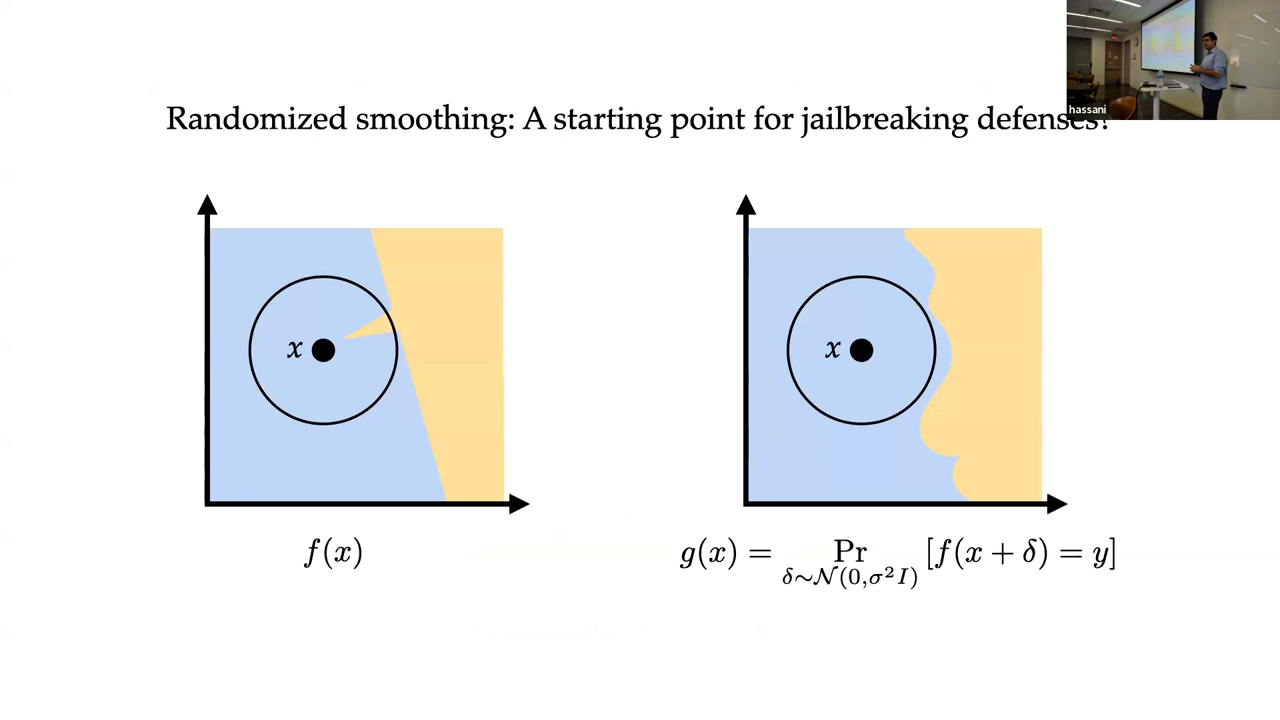 hassani
Randomized smoothing: A starting point for jailbreaking defenses?
x
x
f(x)
g(x) = Pr [f(x + δ) = y]
δ∼𝒩(0,σ²I)